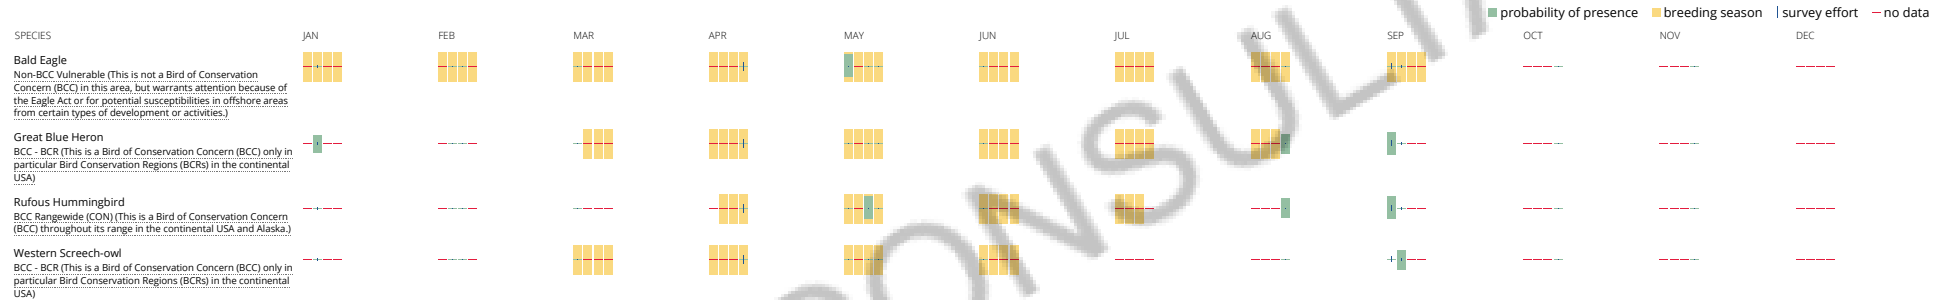 probability of presence breeding season survey effort no data
SPECIES JAN FEB MAR APR MAY JUN JUL AUG SEP OCT NOV DEC
Bald Eagle
Non-BCC Vulnerable (This is not a Bird of Conservation
Concern (BCC) in this area, but warrants attention because of
the Eagle Act or for potential susceptibilities in offshore areas
from certain types of development or activities.)
Great Blue Heron
BCC - BCR (This is a Bird of Conservation Concern (BCC) only in
particular Bird Conservation Regions (BCRs) in the continental
USA)
Rufous Hummingbird
BCC Rangewide (CON) (This is a Bird of Conservation Concern
(BCC) throughout its range in the continental USA and Alaska.)
Western Screech-owl
BCC - BCR (This is a Bird of Conservation Concern (BCC) only in
particular Bird Conservation Regions (BCRs) in the continental
USA)